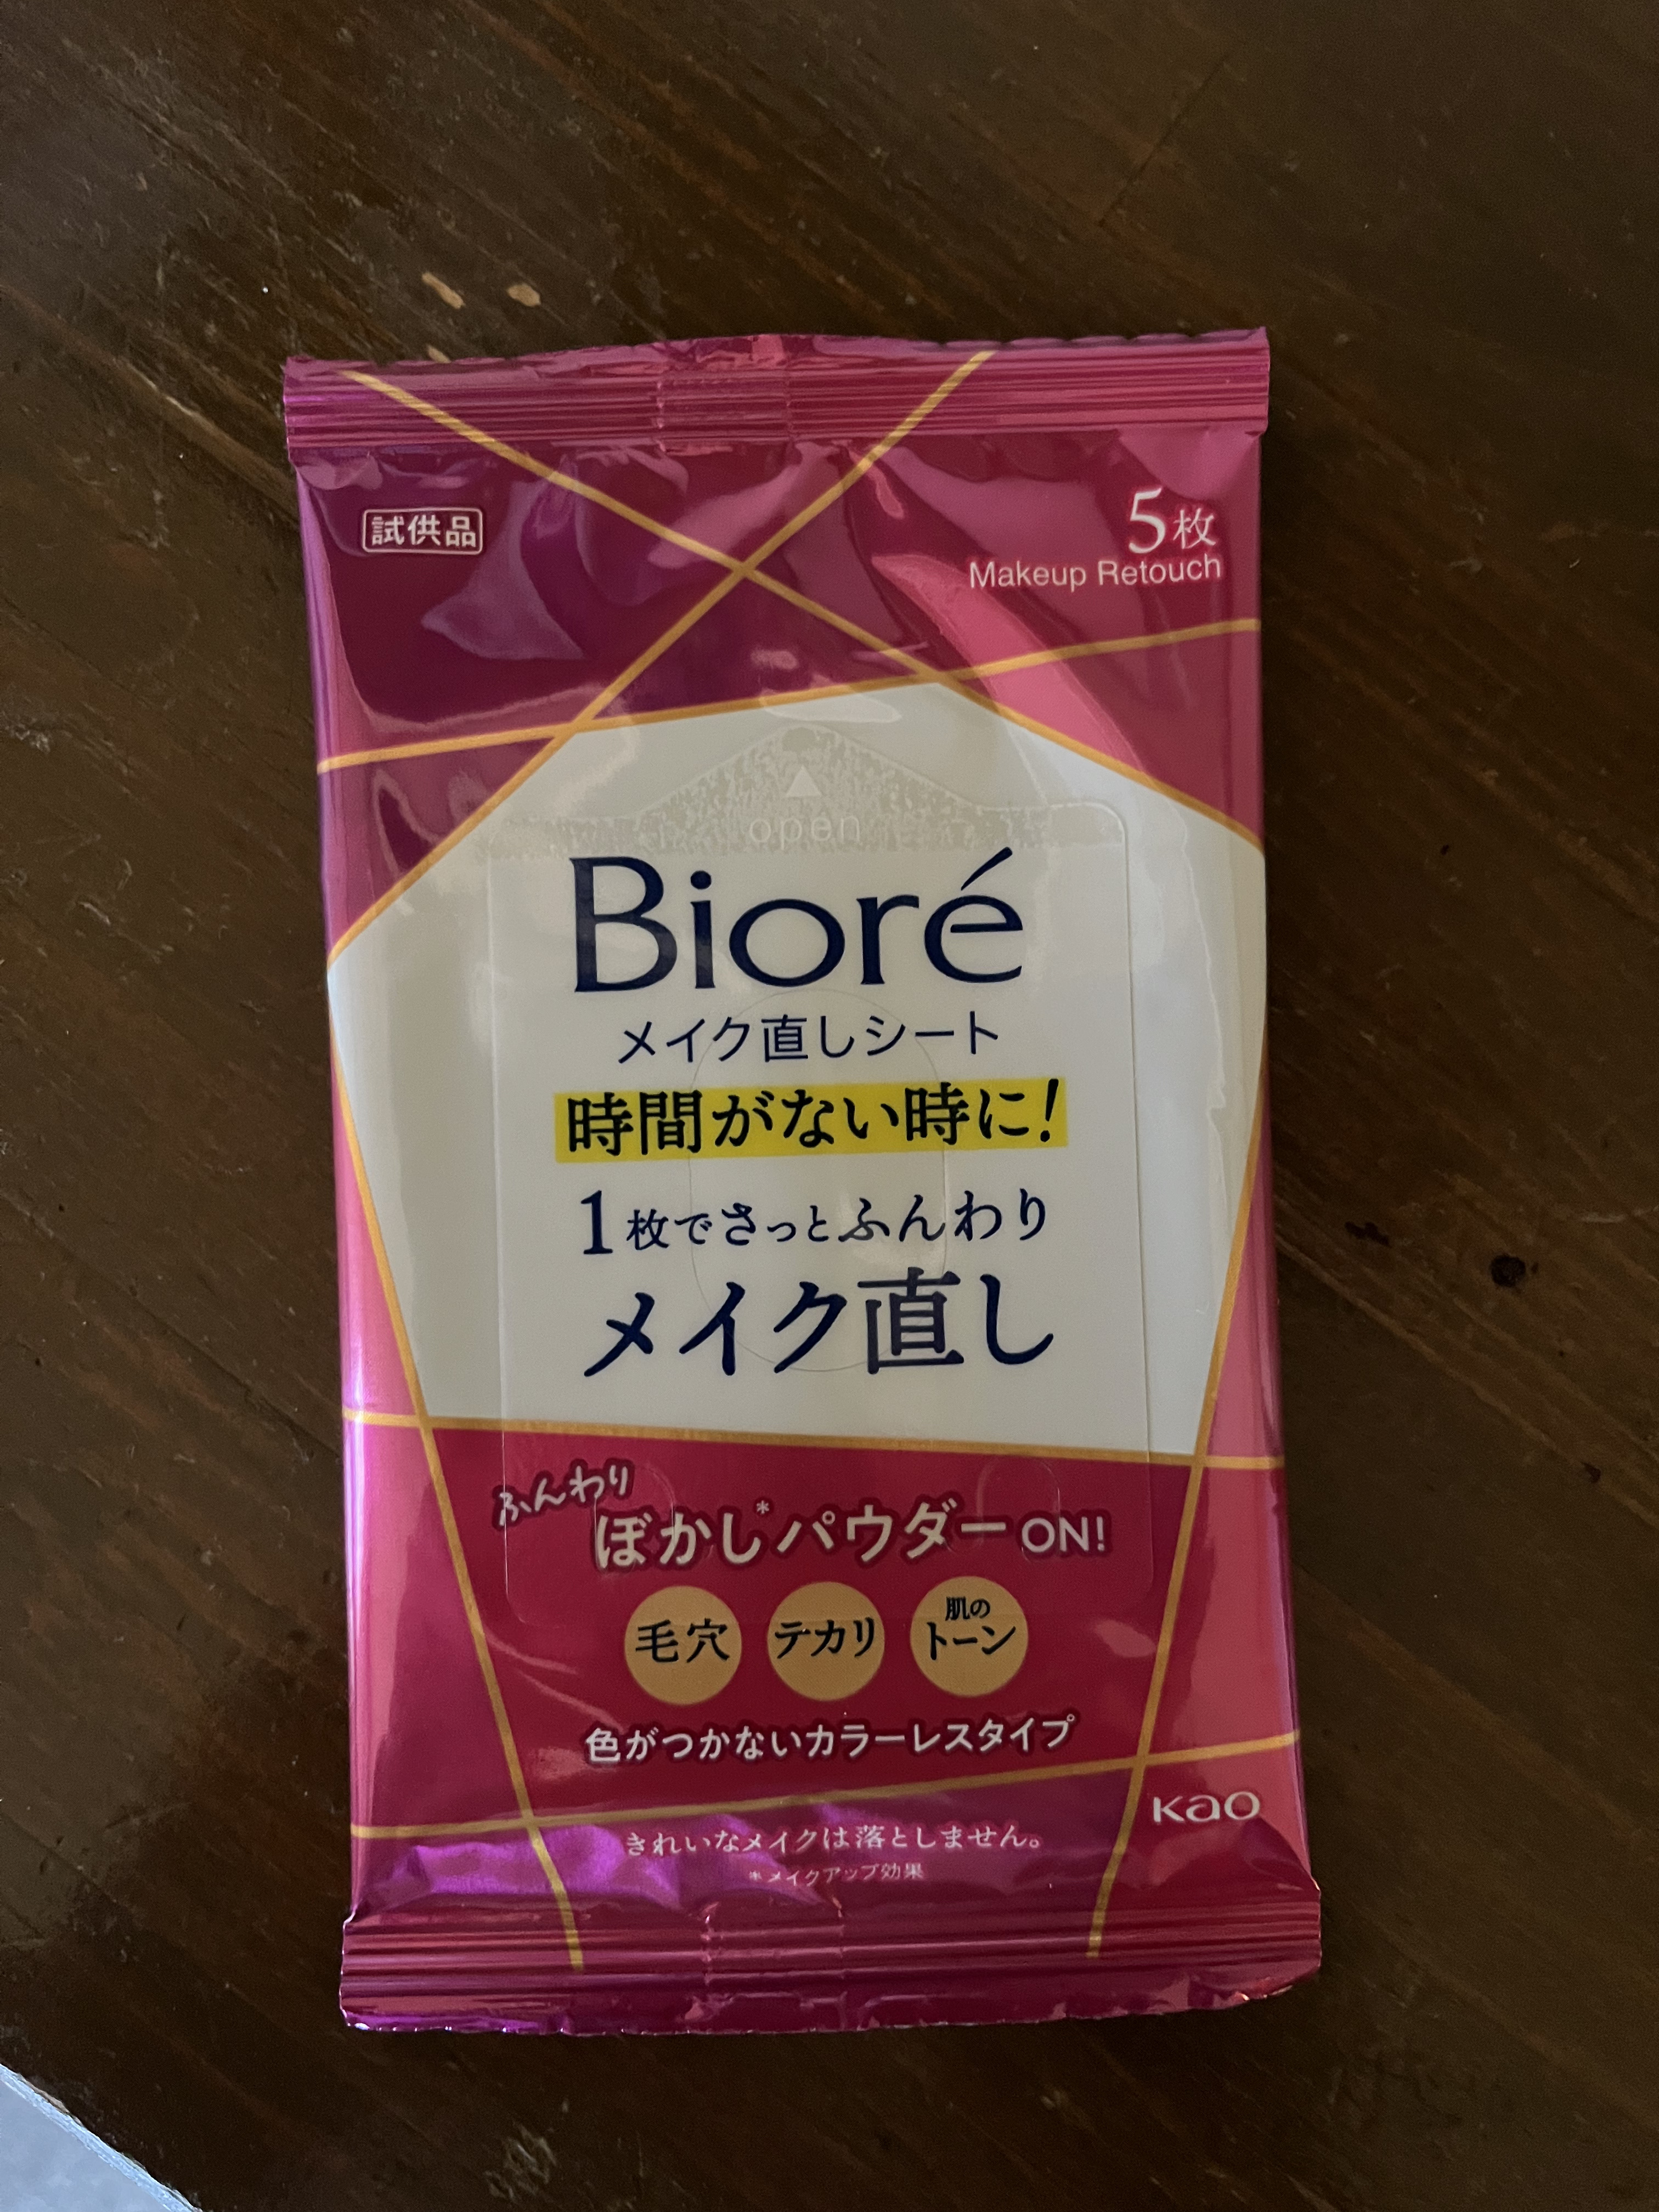 試供品
5枚
Makeup Retouch
open
Bioré
メイク直しシート
時間がない時に!
1枚でさっとふんわり
メイク直し
ふんわり
ぼかし*パウダーON!
毛穴 テカリ 肌のトーン
色がつかないカラーレスタイプ
Kao
きれいなメイクは落としません。
*メイクアップ効果